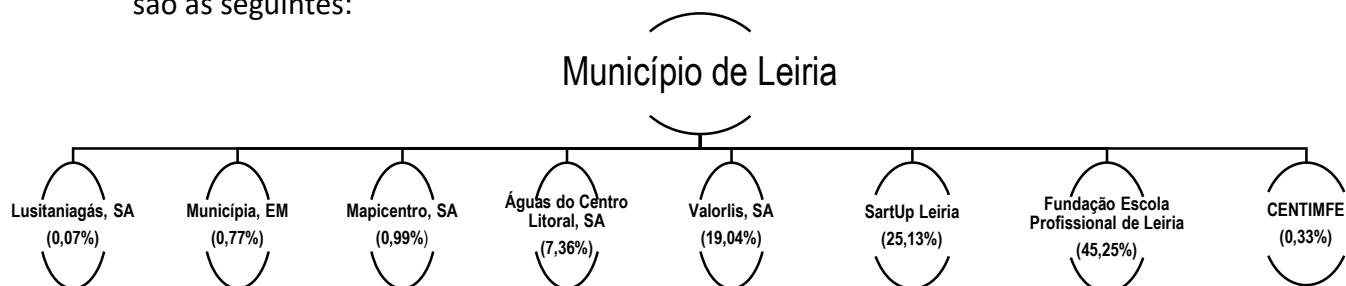 são as seguintes:
Município de Leiria
Lusitaniagás, SA
(0,07%)
Municípia, EM
(0,77%)
Mapicentro, SA
(0,99%)
Águas do Centro
Litoral, SA
(7,36%)
Valorlis, SA
(19,04%)
SartUp Leiria
(25,13%)
Fundação Escola
Profissional de Leiria
(45,25%)
CENTIMFE
(0,33%)